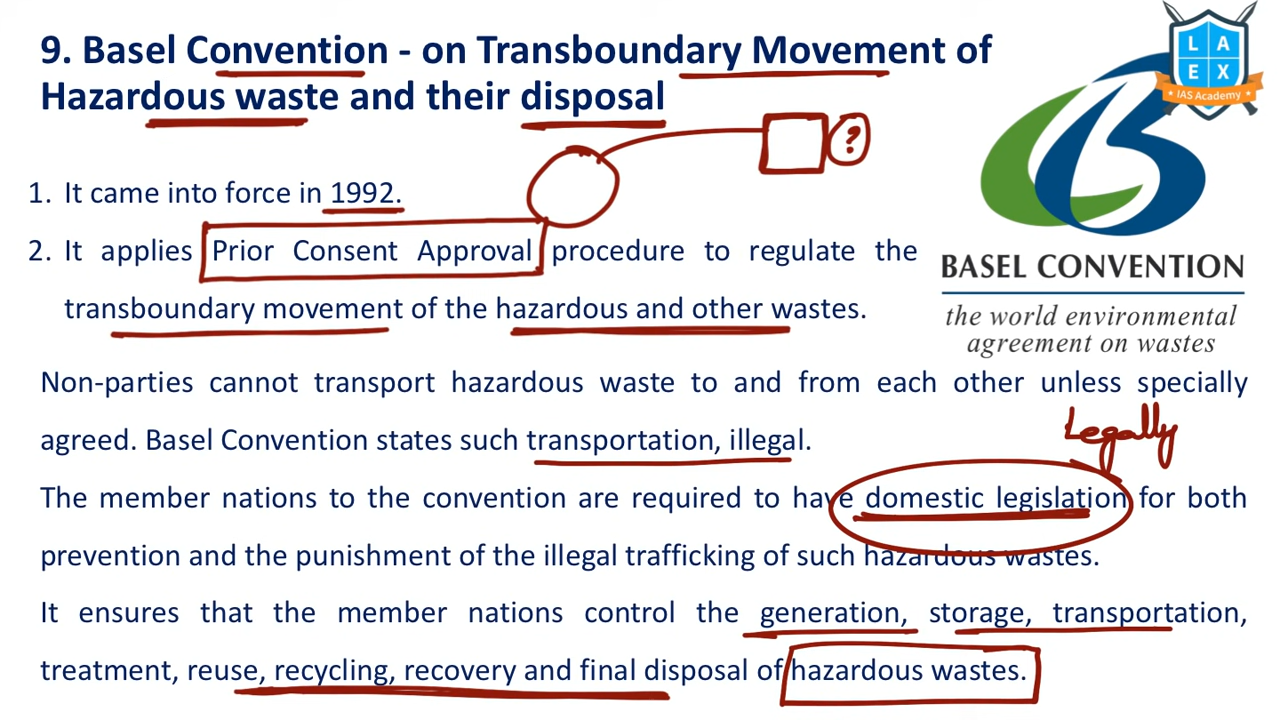 9. Basel Convention - on Transboundary Movement of
Hazardous waste and their disposal
L A
E X
IAS Academy
?
1. It came into force in 1992.
2. It applies Prior Consent Approval procedure to regulate the
transboundary movement of the hazardous and other wastes.
BASEL CONVENTION
the world environmental
agreement on wastes
Non-parties cannot transport hazardous waste to and from each other unless specially
agreed. Basel Convention states such transportation, illegal.
Legally
The member nations to the convention are required to have domestic legislation for both
prevention and the punishment of the illegal trafficking of such hazardous wastes.
It ensures that the member nations control the generation, storage, transportation,
treatment, reuse, recycling, recovery and final disposal of hazardous wastes.